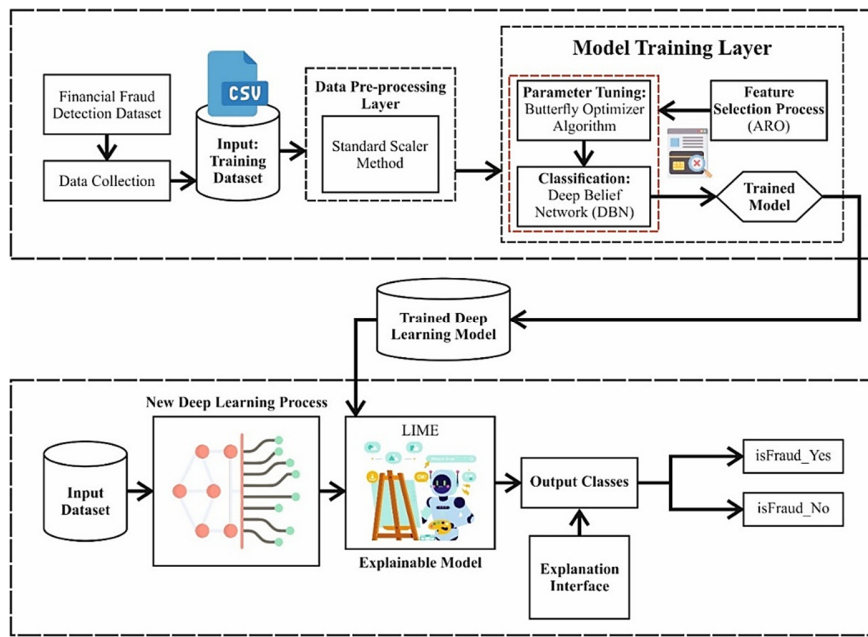 Model Training Layer
Financial Fraud
Detection Dataset
Data Collection
CSV
Input:
Training
Dataset
Data Pre-processing
Layer
Standard Scaler
Method
Parameter Tuning:
Butterfly Optimizer
Algorithm
Feature
Selection Process
(ARO)
Classification:
Deep Belief
Network (DBN)
Trained
Model
Trained Deep
Learning Model
New Deep Learning Process
Input
Dataset
LIME
Explainable Model
Output Classes
Explanation
Interface
isFraud_Yes
isFraud_No